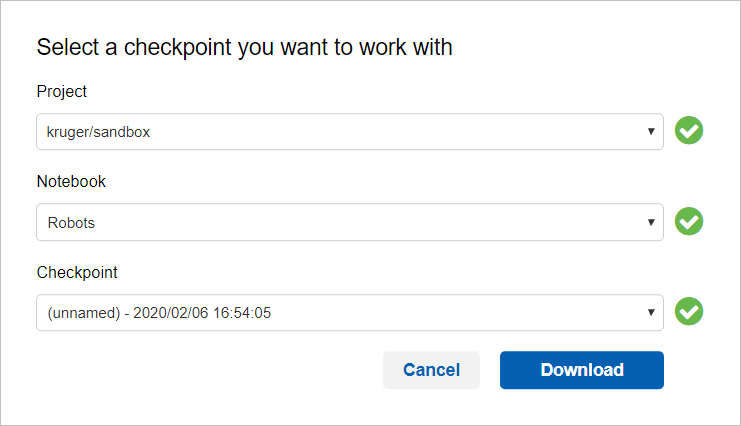 Select a checkpoint you want to work with
Project
kruger/sandbox
Notebook
Robots
Checkpoint
(unnamed) - 2020/02/06 16:54:05
Cancel
Download